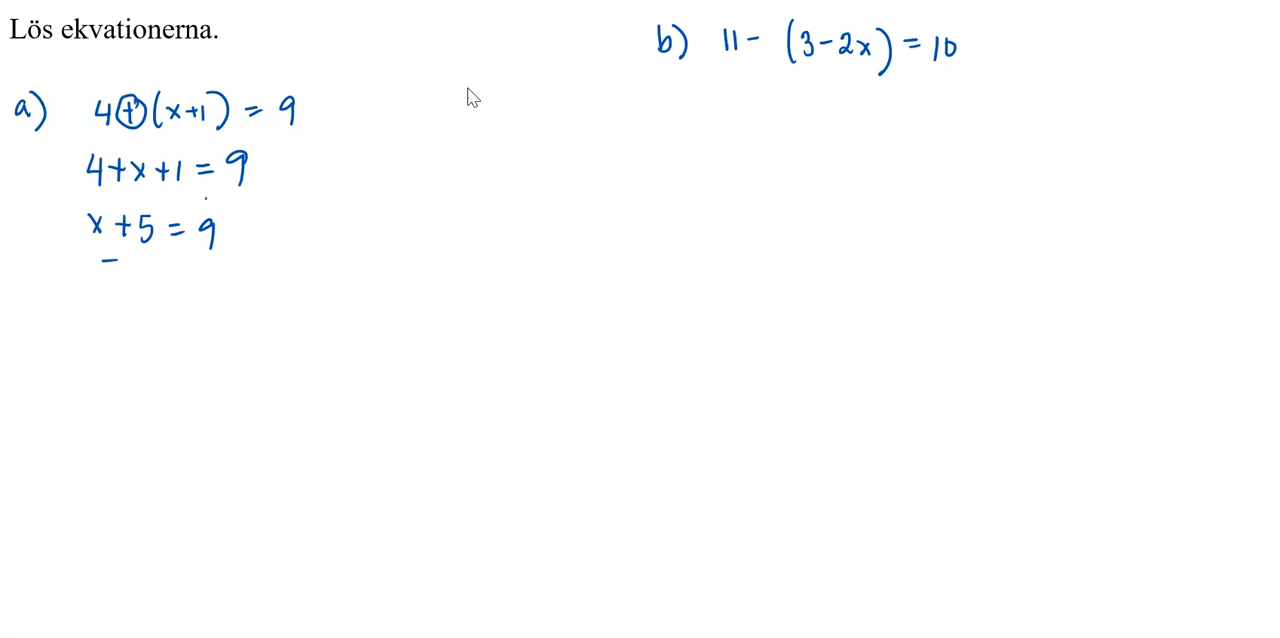 Lös ekvationerna.
a) 4+(x+1) = 9
4+x+1 = 9
x+5 = 9
-
b) 11-(3-2x) = 10